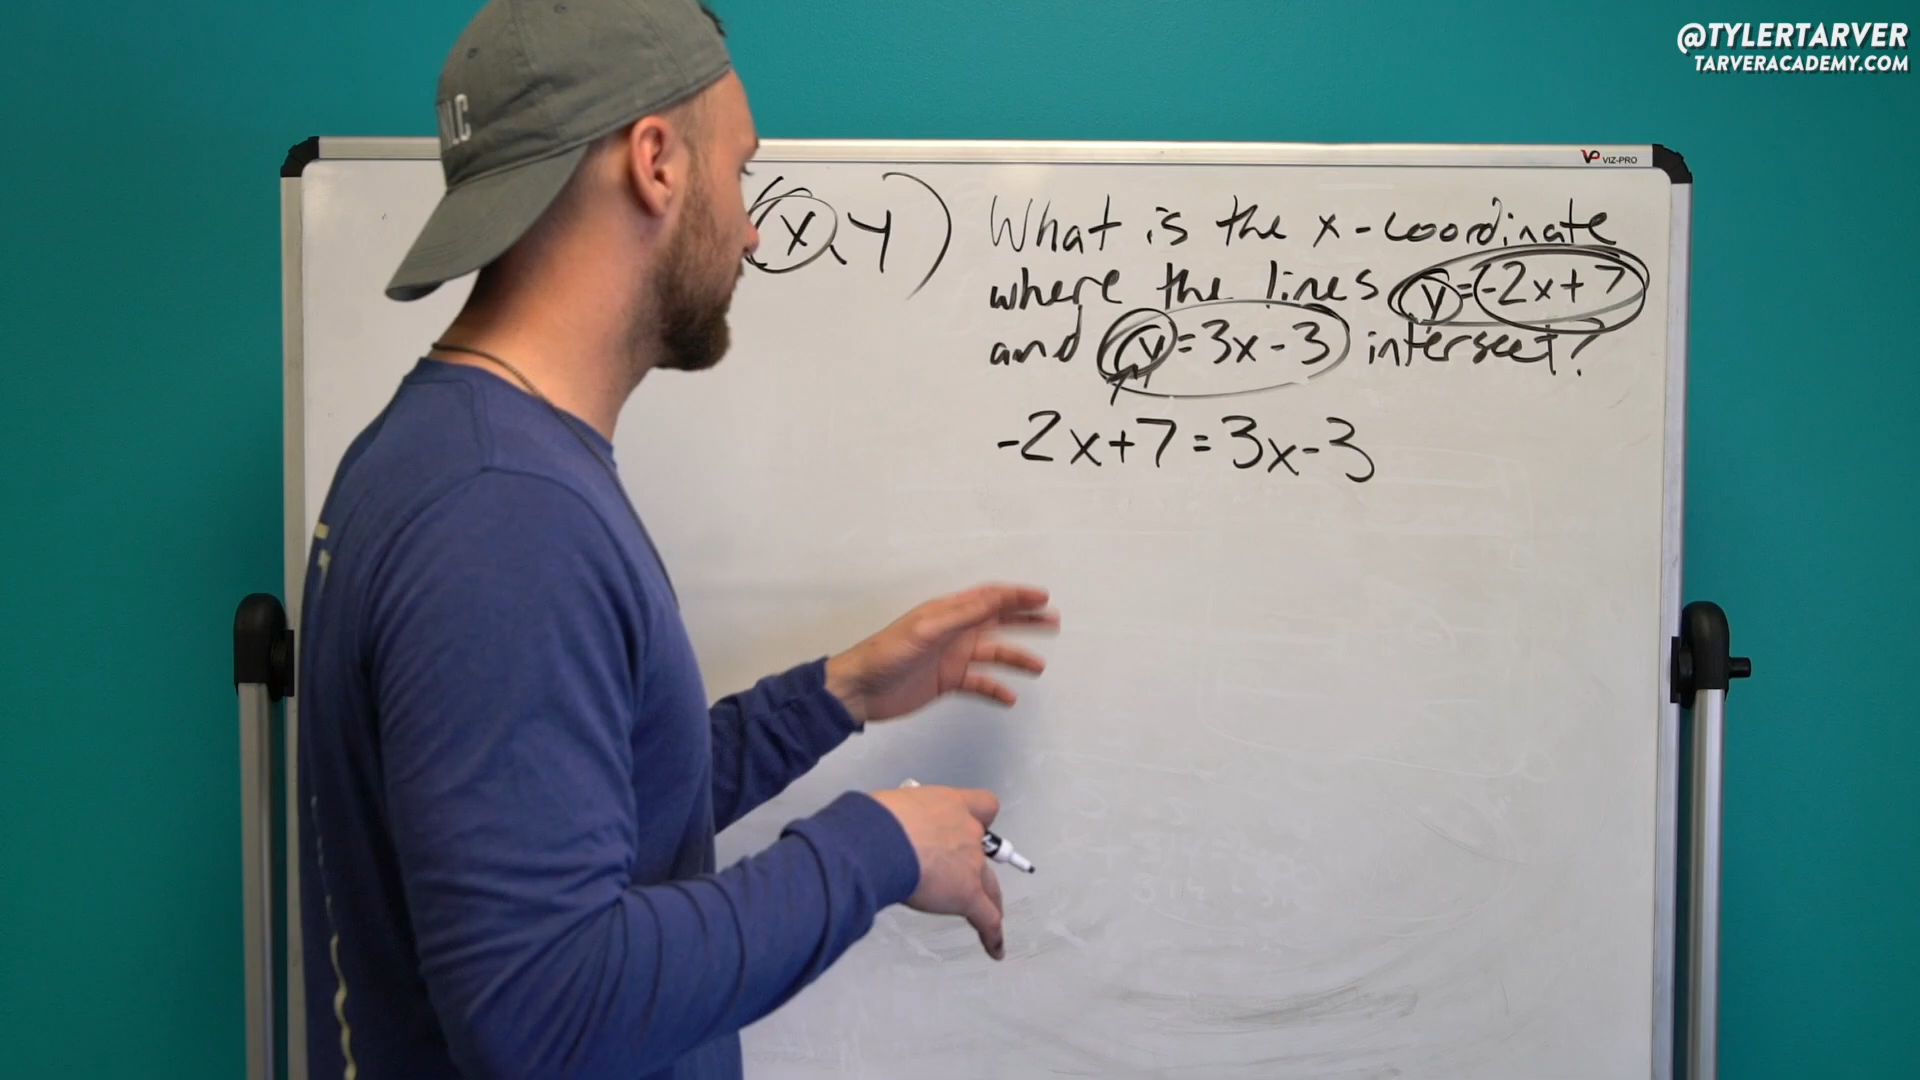 @TYLERTARVER
TARVERACADEMY.COM
VP VIZ-PRO
(x, y) What is the x-coordinate
where the lines y=-2x+7
and y=3x-3 intersect?
-2x+7=3x-3